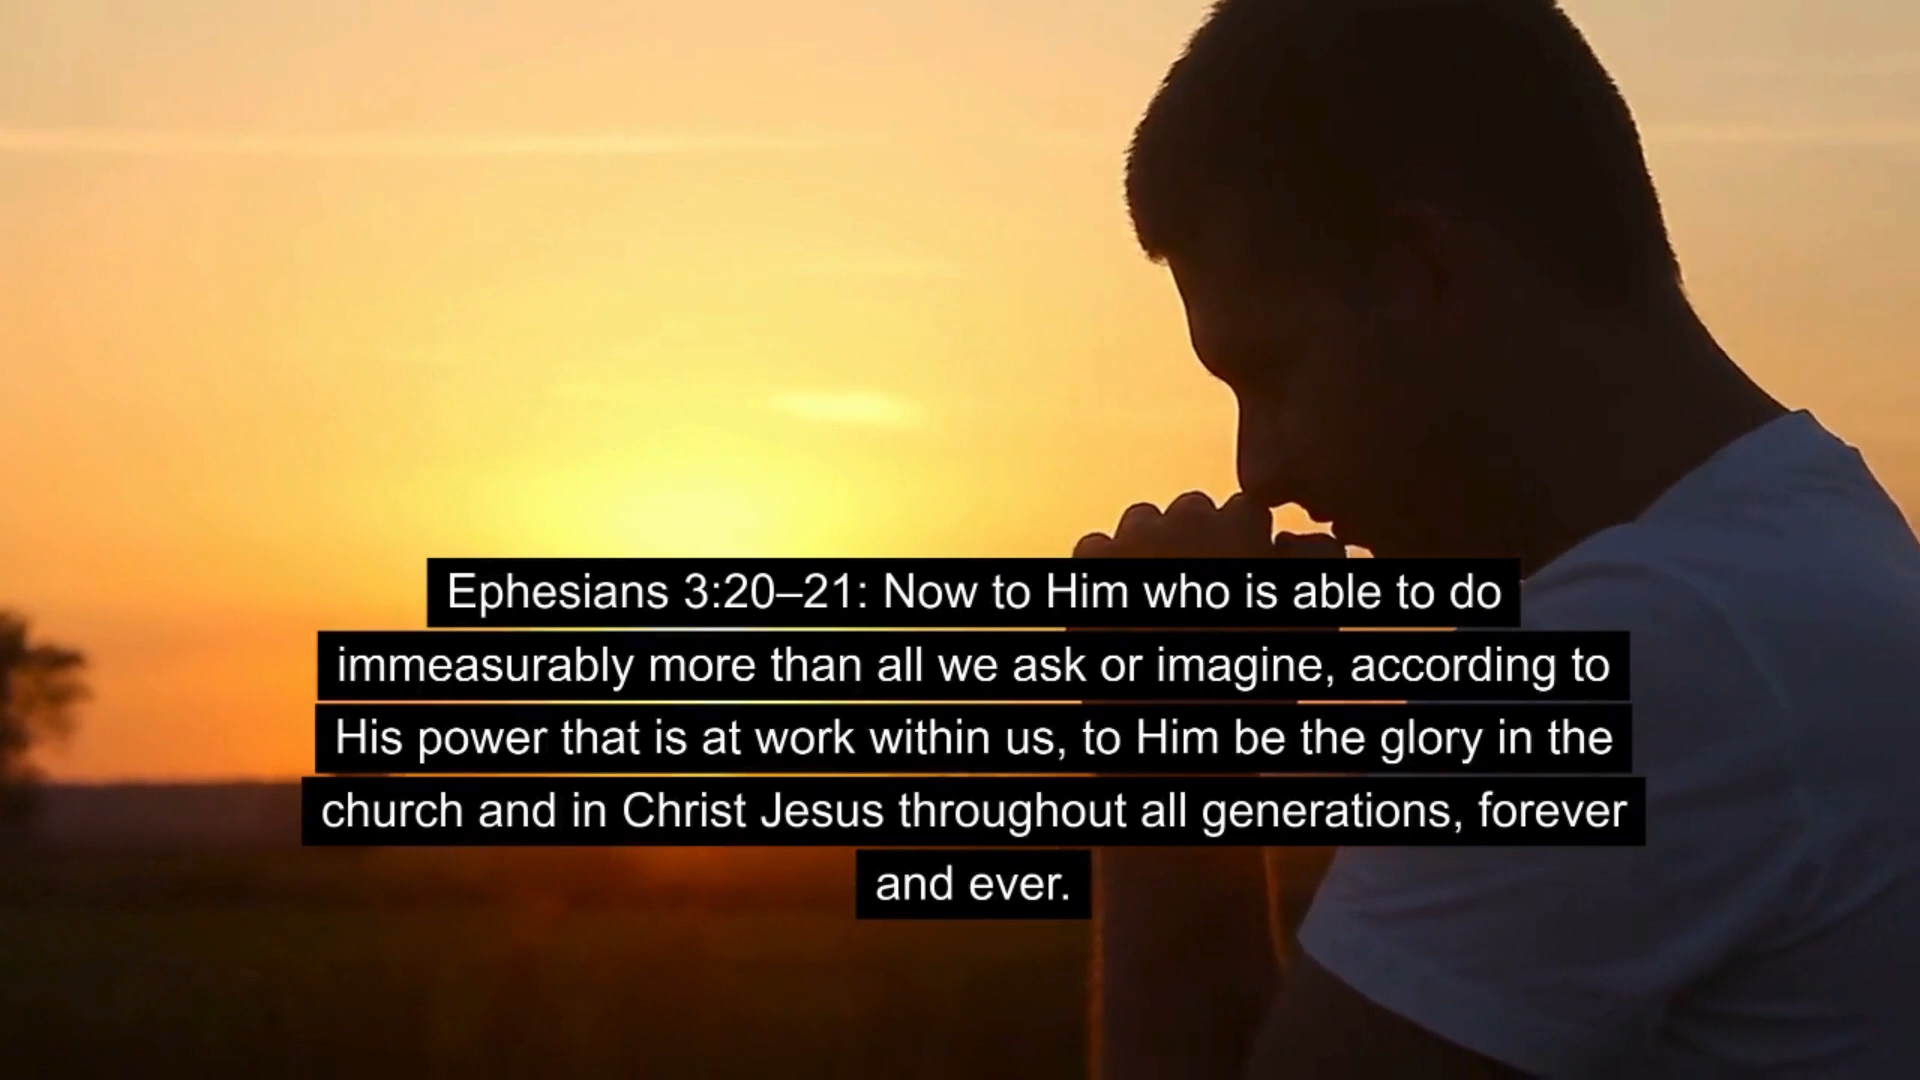 Ephesians 3:20–21: Now to Him who is able to do
immeasurably more than all we ask or imagine, according to
His power that is at work within us, to Him be the glory in the
church and in Christ Jesus throughout all generations, forever
and ever.